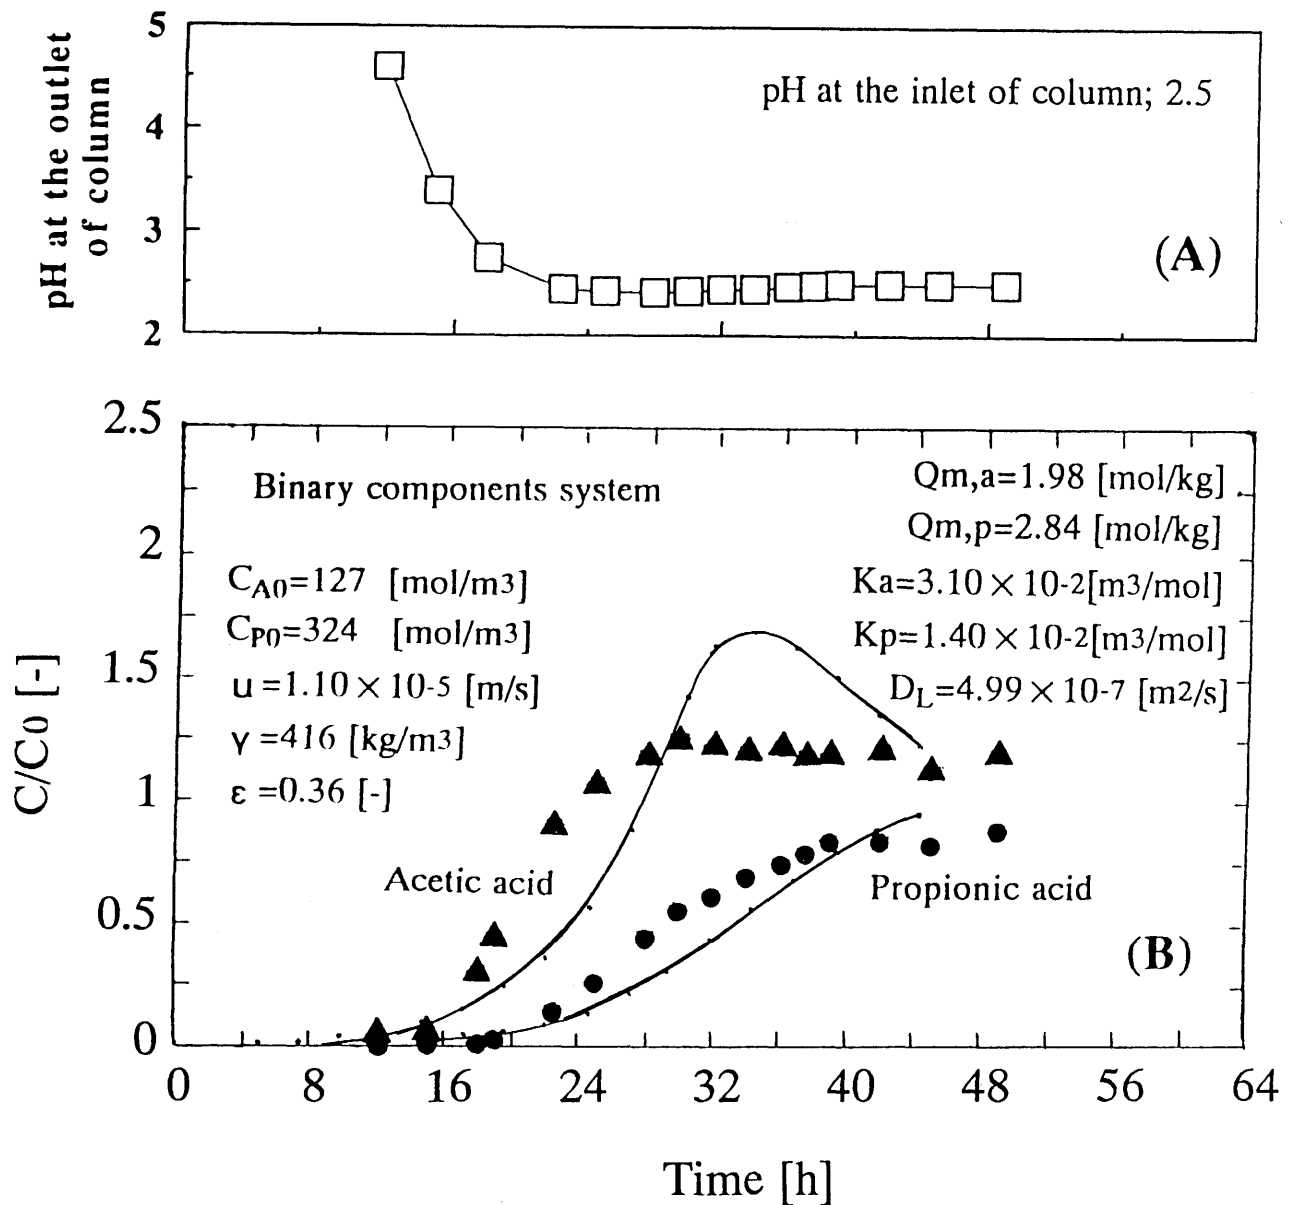 pH at the outlet
of column
5
4
3
2
pH at the inlet of column; 2.5
(A)
C/C0 [-]
2.5
2
1.5
1
0.5
0
Binary components system
CA0=127 [mol/m3]
CP0=324 [mol/m3]
u=1.10×10-5 [m/s]
γ=416 [kg/m3]
ε=0.36 [-]
Qm,a=1.98 [mol/kg]
Qm,p=2.84 [mol/kg]
Ka=3.10×10-2[m3/mol]
Kp=1.40×10-2[m3/mol]
DL=4.99×10-7 [m2/s]
Acetic acid
Propionic acid
(B)
0 8 16 24 32 40 48 56 64
Time [h]